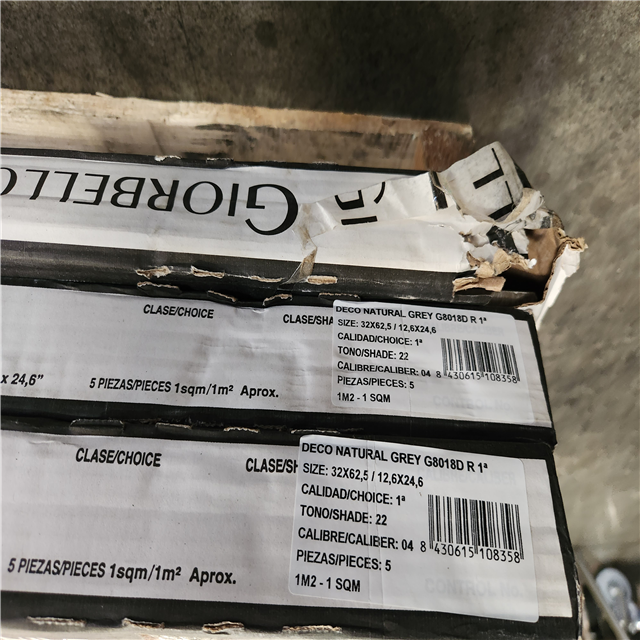 GIORBELLO
CLASE/CHOICE
CLASE/SHA
DECO NATURAL GREY G8018D R 1ª
SIZE: 32X62,5 / 12,6X24,6
CALIDAD/CHOICE: 1ª
TONO/SHADE: 22
CALIBRE/CALIBER: 04
8 430615 108358
PIEZAS/PIECES: 5
1M2 - 1 SQM
x 24,6"
5 PIEZAS/PIECES 1sqm/1m² Aprox.
CLASE/CHOICE
CLASE/SH
DECO NATURAL GREY G8018D R 1ª
SIZE: 32X62,5 / 12,6X24,6
CALIDAD/CHOICE: 1ª
TONO/SHADE: 22
CALIBRE/CALIBER: 04
8 430615 108358
PIEZAS/PIECES: 5
1M2 - 1 SQM
5 PIEZAS/PIECES 1sqm/1m² Aprox.